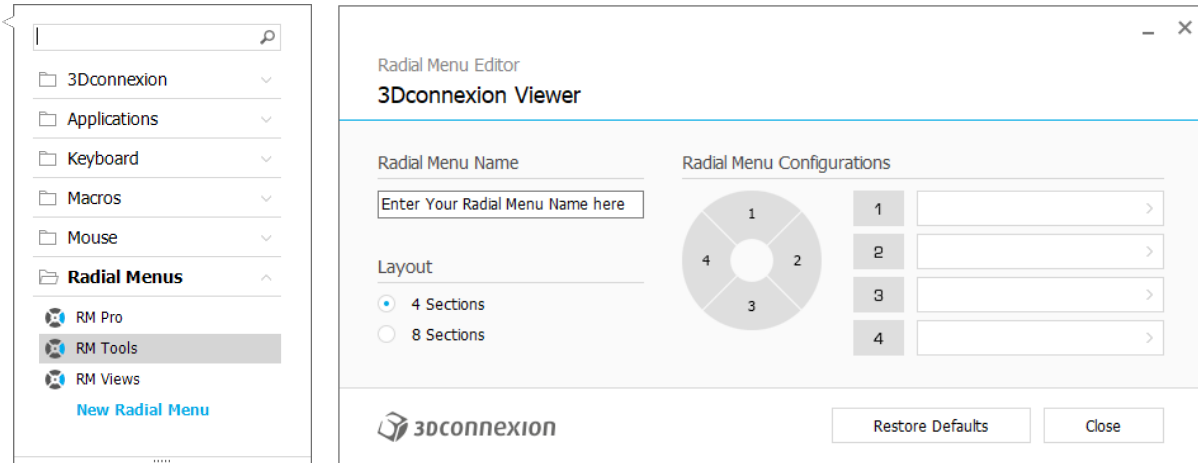 3Dconnexion
Applications
Keyboard
Macros
Mouse
Radial Menus
RM Pro
RM Tools
RM Views
New Radial Menu
Radial Menu Editor
3Dconnexion Viewer
Radial Menu Name
Enter Your Radial Menu Name here
Layout
4 Sections
8 Sections
Radial Menu Configurations
1
4 2
3
1
2
3
4
3Dconnexion
Restore Defaults Close